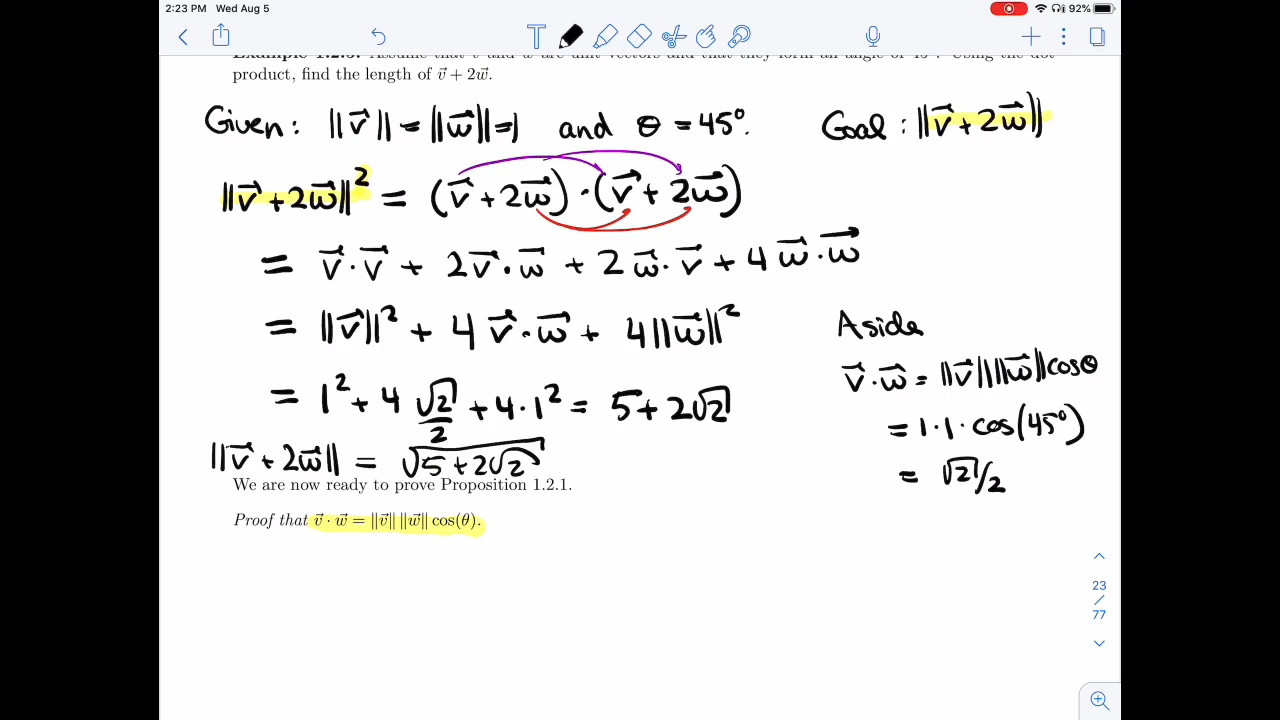 2:23 PM Wed Aug 5
92%
product, find the length of v⃗ + 2w⃗.
Given: ||v⃗|| = ||w⃗|| = 1 and θ = 45°. Goal: ||v⃗ + 2w⃗||
||v⃗ + 2w⃗||² = (v⃗ + 2w⃗) · (v⃗ + 2w⃗)
= v⃗ · v⃗ + 2v⃗ · w⃗ + 2w⃗ · v⃗ + 4w⃗ · w⃗
= ||v⃗||² + 4v⃗ · w⃗ + 4||w⃗||²
= 1² + 4 √2/2 + 4 · 1² = 5 + 2√2
||v⃗ + 2w⃗|| = √(5 + 2√2)
Aside
v⃗ · w⃗ = ||v⃗|| ||w⃗|| cosθ
= 1 · 1 · cos(45°)
= √2/2
We are now ready to prove Proposition 1.2.1.
Proof that v⃗ · w⃗ = ||v⃗|| ||w⃗|| cos(θ).
23
/
77